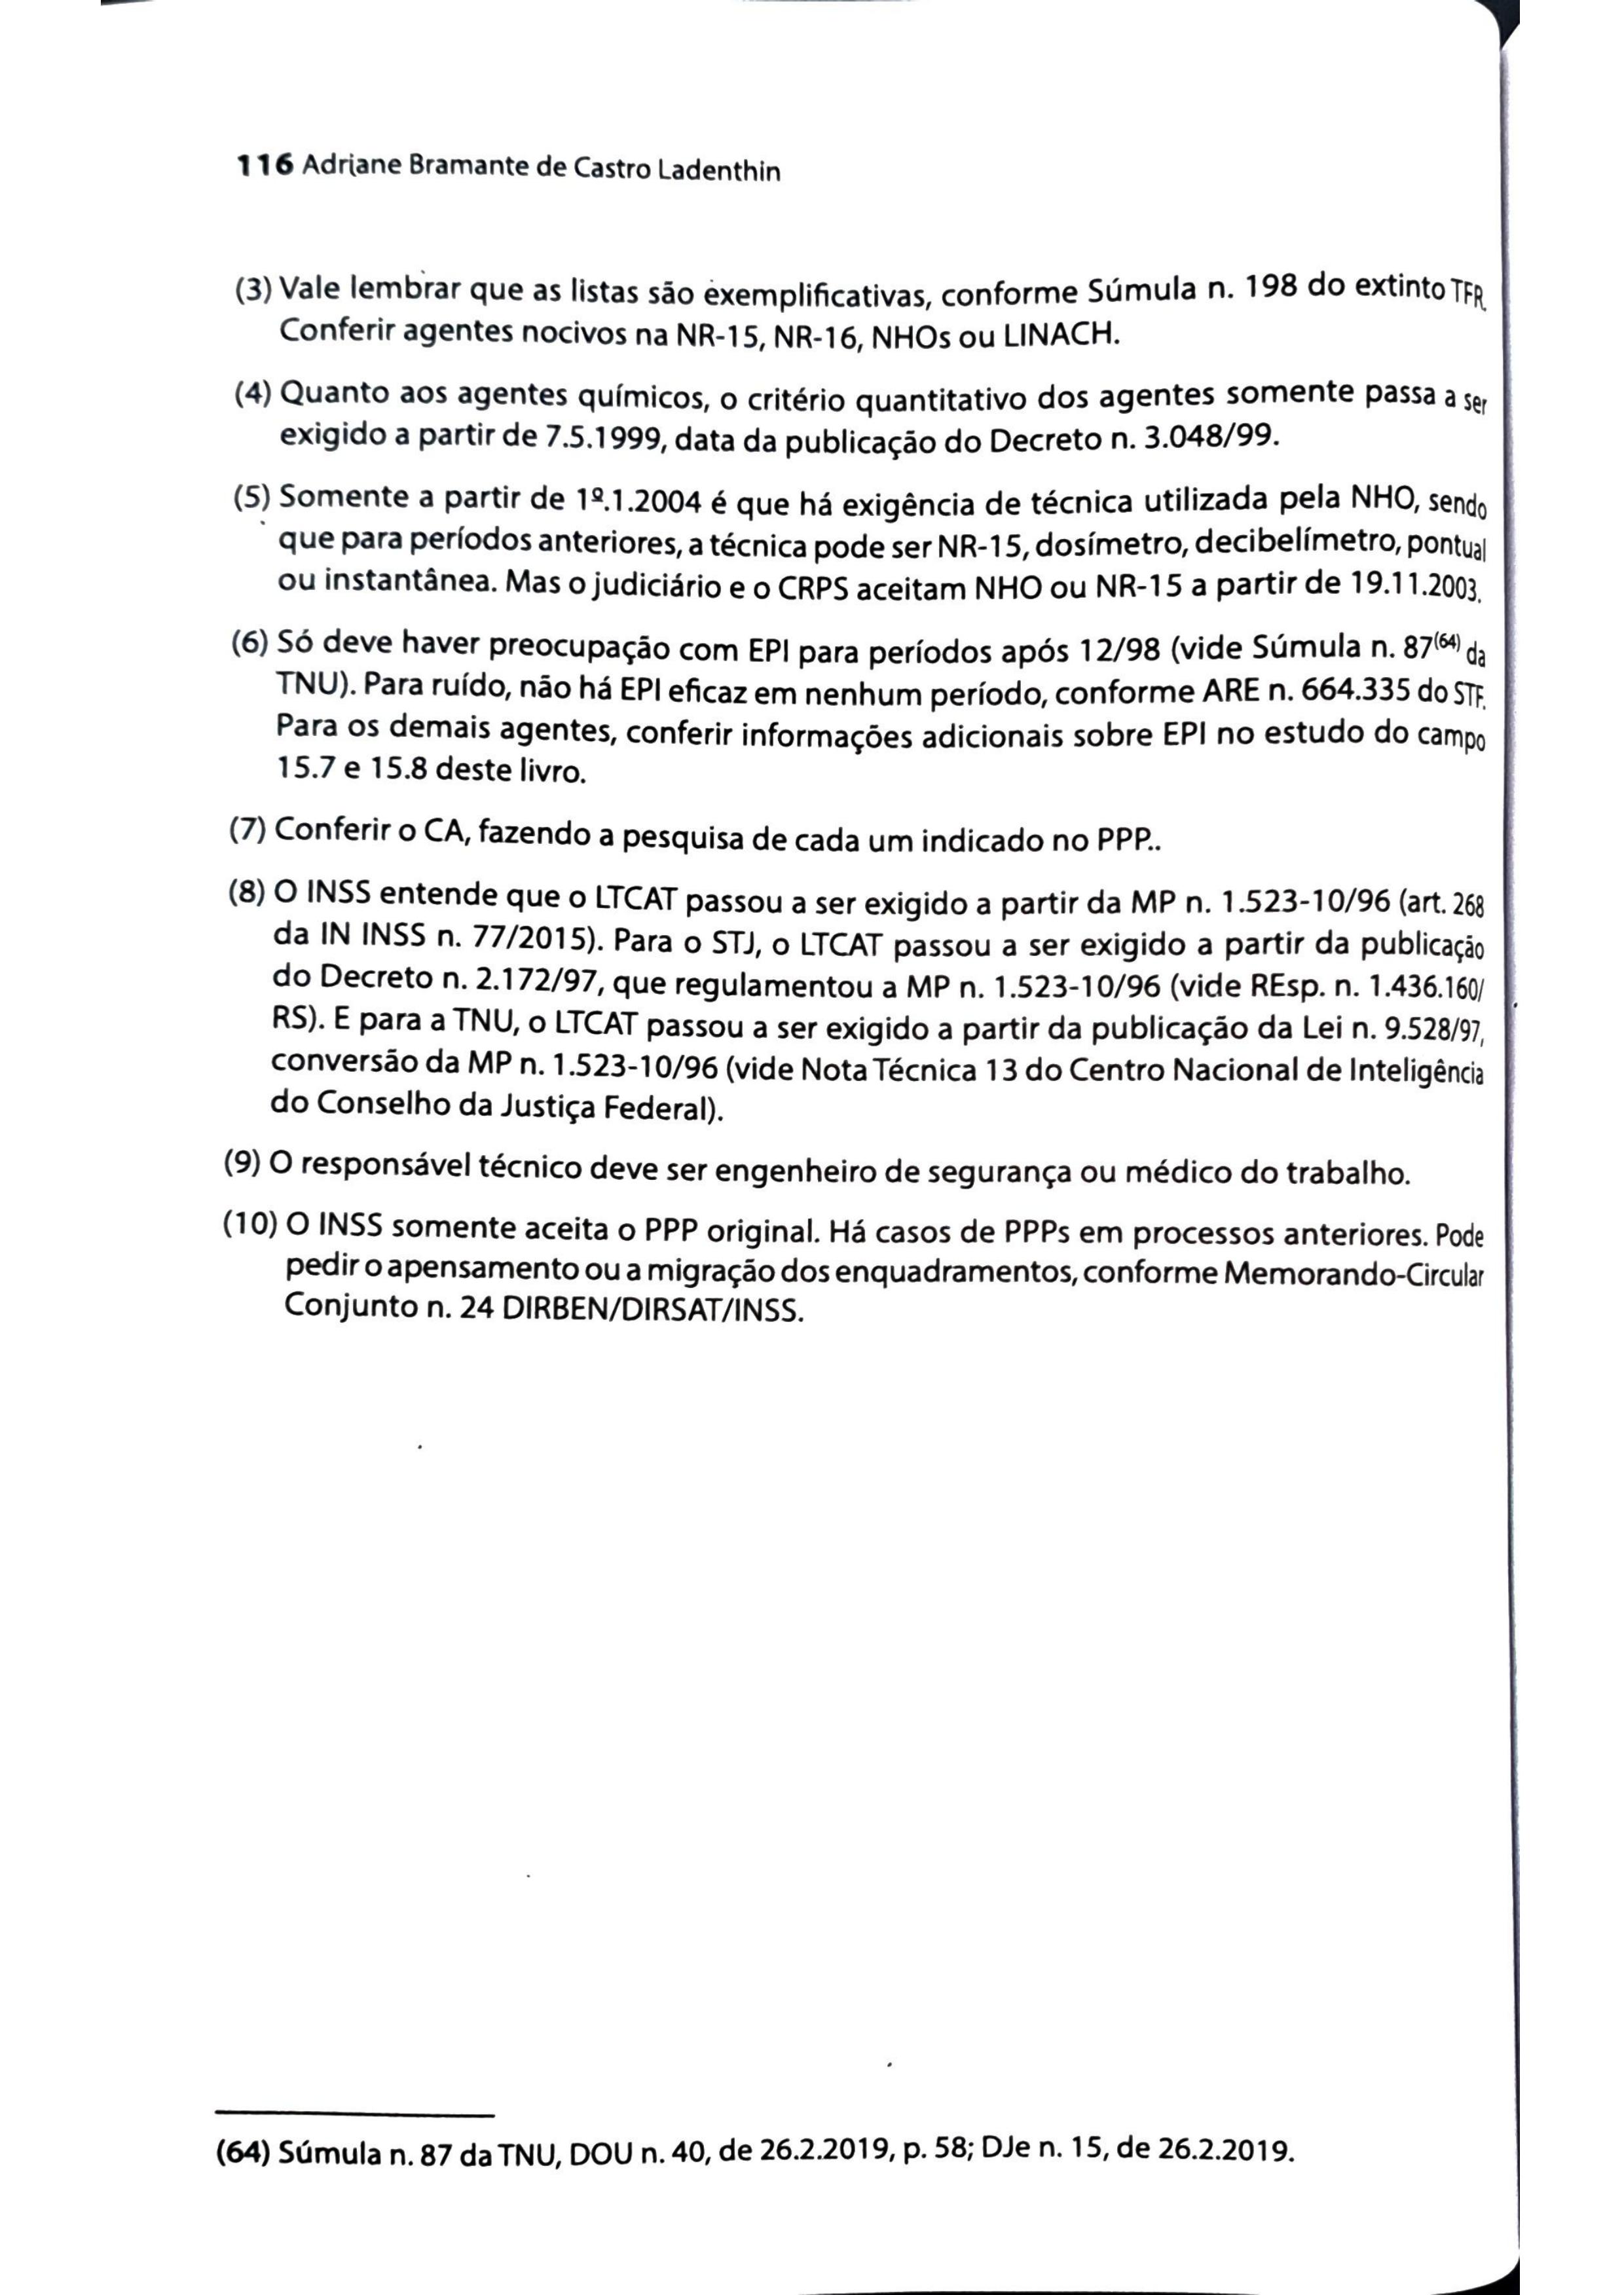 116 Adriane Bramante de Castro Ladenthin
(3) Vale lembrar que as listas são exemplificativas, conforme Súmula n. 198 do extinto TFR.
Conferir agentes nocivos na NR-15, NR-16, NHOs ou LINACH.
(4) Quanto aos agentes químicos, o critério quantitativo dos agentes somente passa a ser
exigido a partir de 7.5.1999, data da publicação do Decreto n. 3.048/99.
(5) Somente a partir de 1º.1.2004 é que há exigência de técnica utilizada pela NHO, sendo
que para períodos anteriores, a técnica pode ser NR-15, dosímetro, decibelímetro, pontual
ou instantânea. Mas o judiciário e o CRPS aceitam NHO ou NR-15 a partir de 19.11.2003.
(6) Só deve haver preocupação com EPI para períodos após 12/98 (vide Súmula n. 87(64) da
TNU). Para ruído, não há EPI eficaz em nenhum período, conforme ARE n. 664.335 do STF.
Para os demais agentes, conferir informações adicionais sobre EPI no estudo do campo
15.7 e 15.8 deste livro.
(7) Conferir o CA, fazendo a pesquisa de cada um indicado no PPP..
(8) O INSS entende que o LTCAT passou a ser exigido a partir da MP n. 1.523-10/96 (art. 268
da IN INSS n. 77/2015). Para o STJ, o LTCAT passou a ser exigido a partir da publicação
do Decreto n. 2.172/97, que regulamentou a MP n. 1.523-10/96 (vide REsp. n. 1.436.160/
RS). E para a TNU, o LTCAT passou a ser exigido a partir da publicação da Lei n. 9.528/97,
conversão da MP n. 1.523-10/96 (vide Nota Técnica 13 do Centro Nacional de Inteligência
do Conselho da Justiça Federal).
(9) O responsável técnico deve ser engenheiro de segurança ou médico do trabalho.
(10) O INSS somente aceita o PPP original. Há casos de PPPs em processos anteriores. Pode
pedir o apensamento ou a migração dos enquadramentos, conforme Memorando-Circular
Conjunto n. 24 DIRBEN/DIRSAT/INSS.
(64) Súmula n. 87 da TNU, DOU n. 40, de 26.2.2019, p. 58; DJe n. 15, de 26.2.2019.